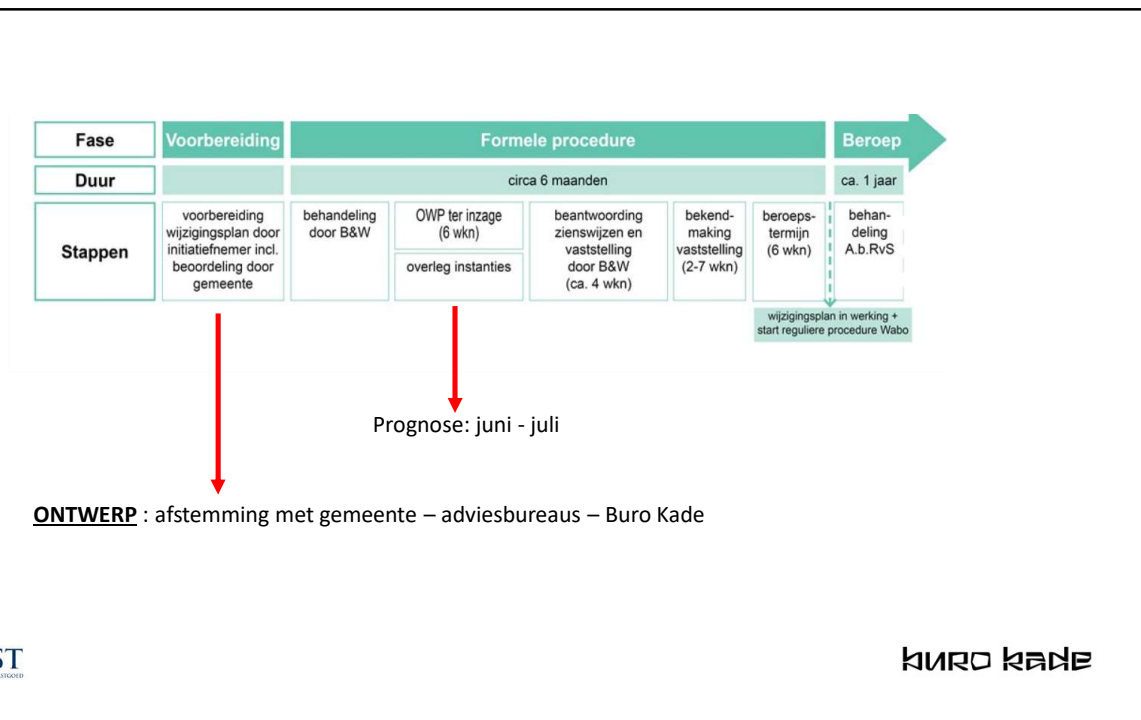 Fase
Voorbereiding
Formele procedure
Beroep
Duur
circa 6 maanden
ca. 1 jaar
Stappen
voorbereiding
wijzigingsplan door
initiatiefnemer incl.
beoordeling door
gemeente
behandeling
door B&W
OWP ter inzage
(6 wkn)
overleg instanties
beantwoording
zienswijzen en
vaststelling
door B&W
(ca. 4 wkn)
bekend-
making
vaststelling
(2-7 wkn)
beroeps-
termijn
(6 wkn)
behan-
deling
A.b.RvS
wijzigingsplan in werking +
start reguliere procedure Wabo
Prognose: juni - juli
ONTWERP : afstemming met gemeente – adviesbureaus – Buro Kade
ST
buro kade